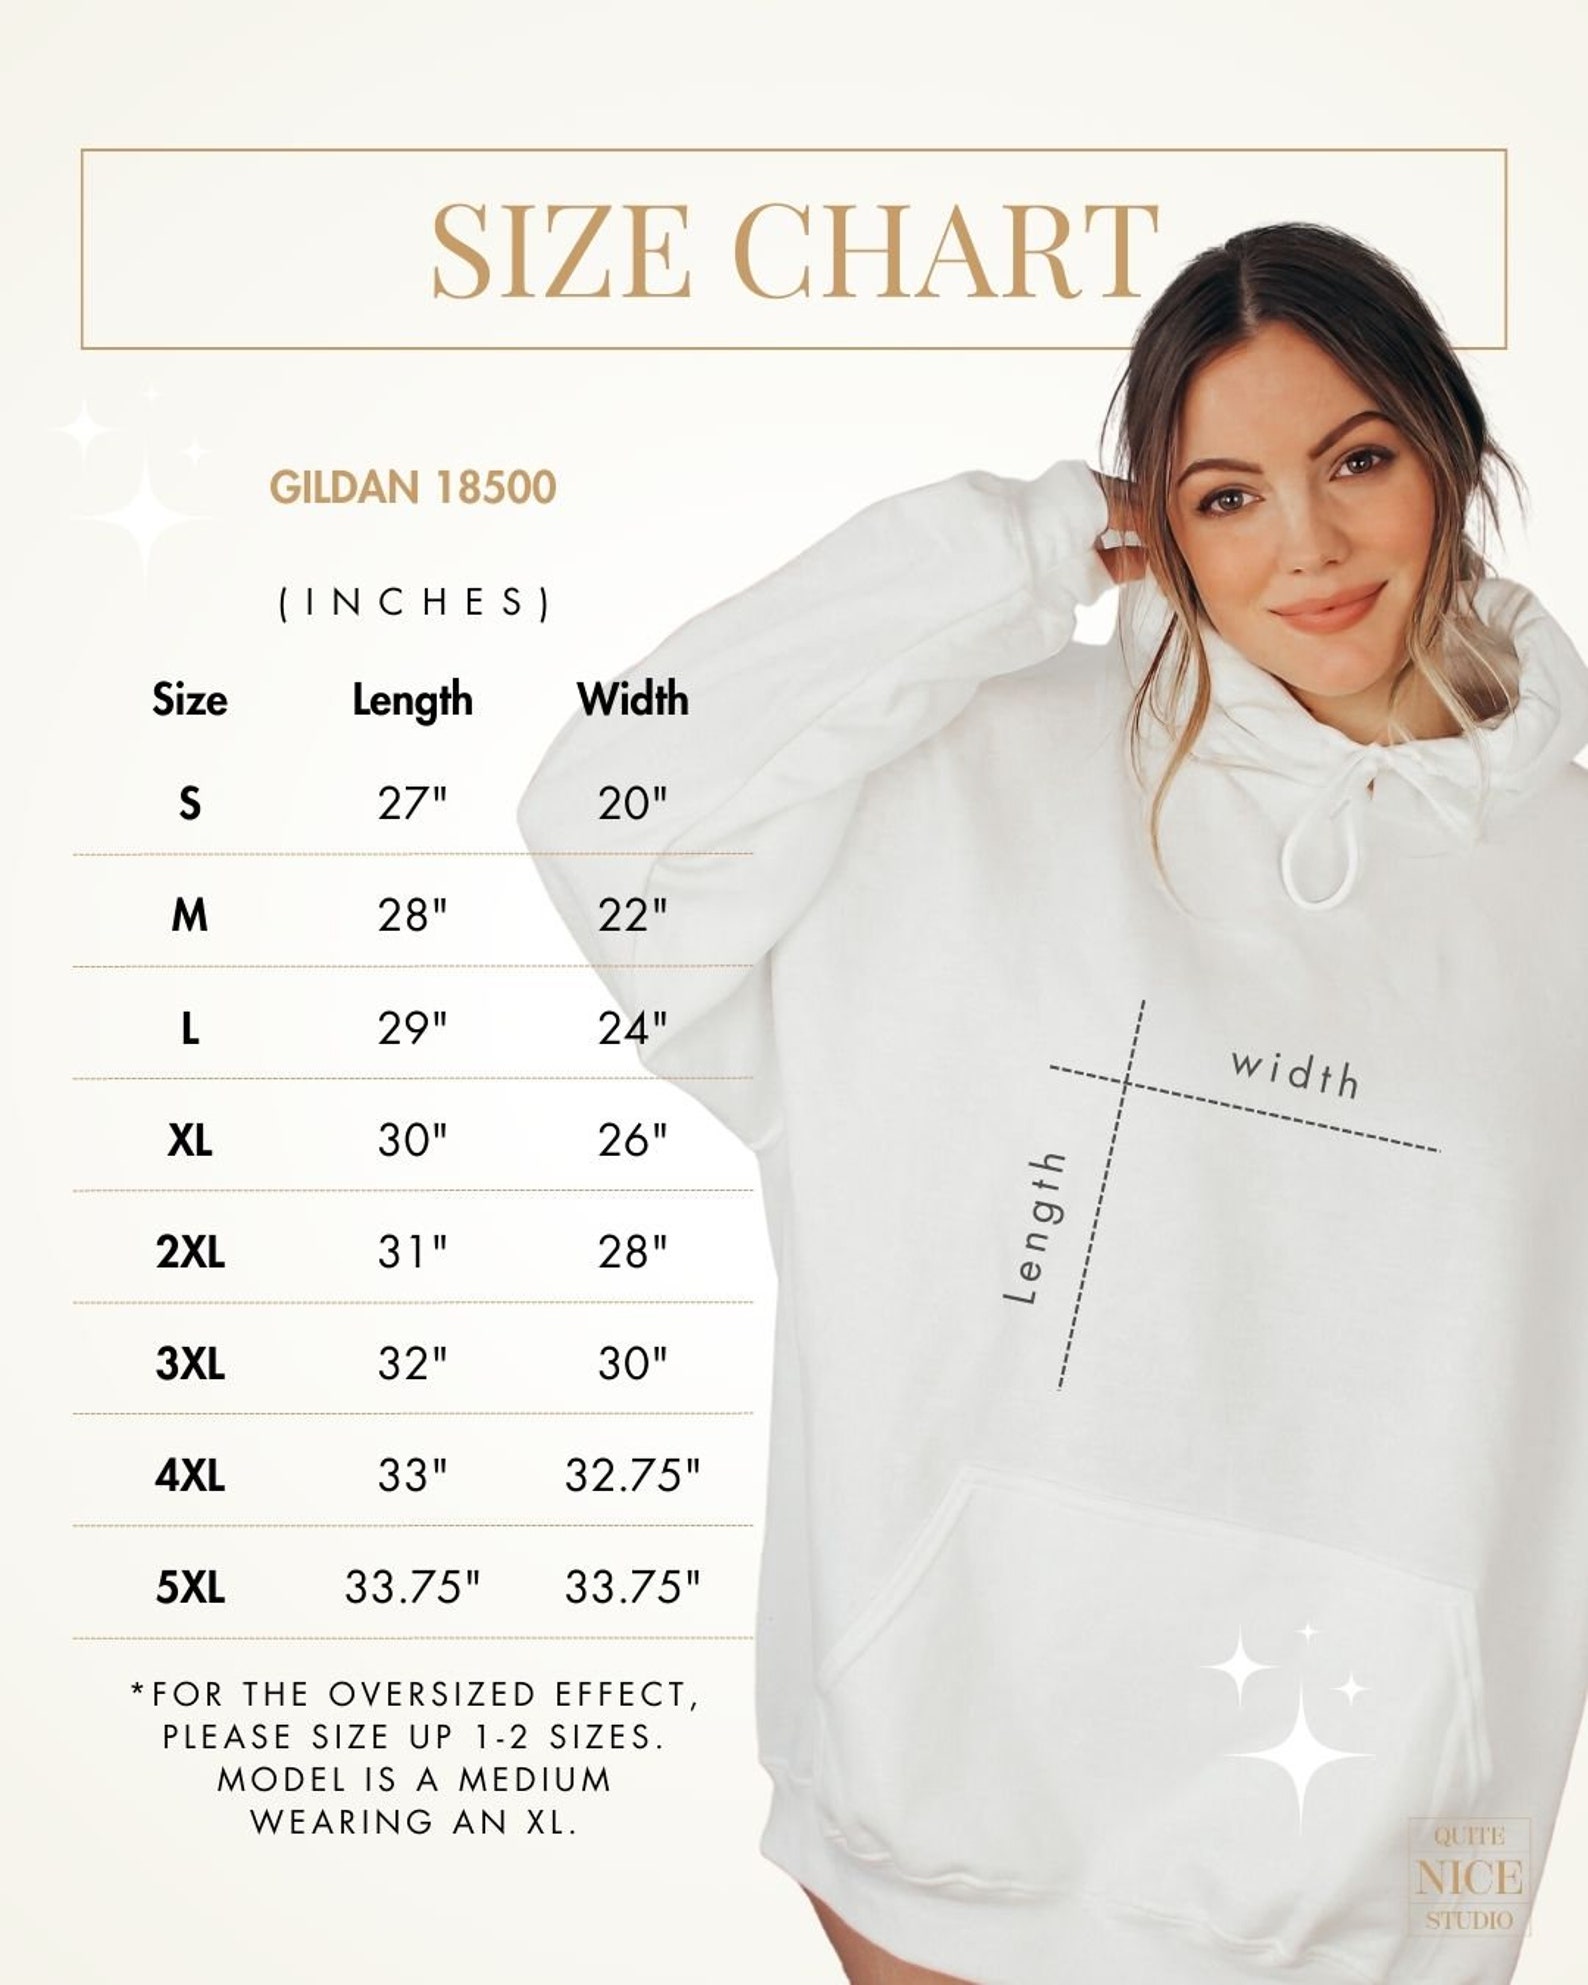 SIZE CHART
GILDAN 18500
(INCHES)
Size Length Width
S 27" 20"
M 28" 22"
L 29" 24"
XL 30" 26"
2XL 31" 28"
3XL 32" 30"
4XL 33" 32.75"
5XL 33.75" 33.75"
*FOR THE OVERSIZED EFFECT,
PLEASE SIZE UP 1-2 SIZES.
MODEL IS A MEDIUM
WEARING AN XL.
width
Length
QUITE
NICE
STUDIO